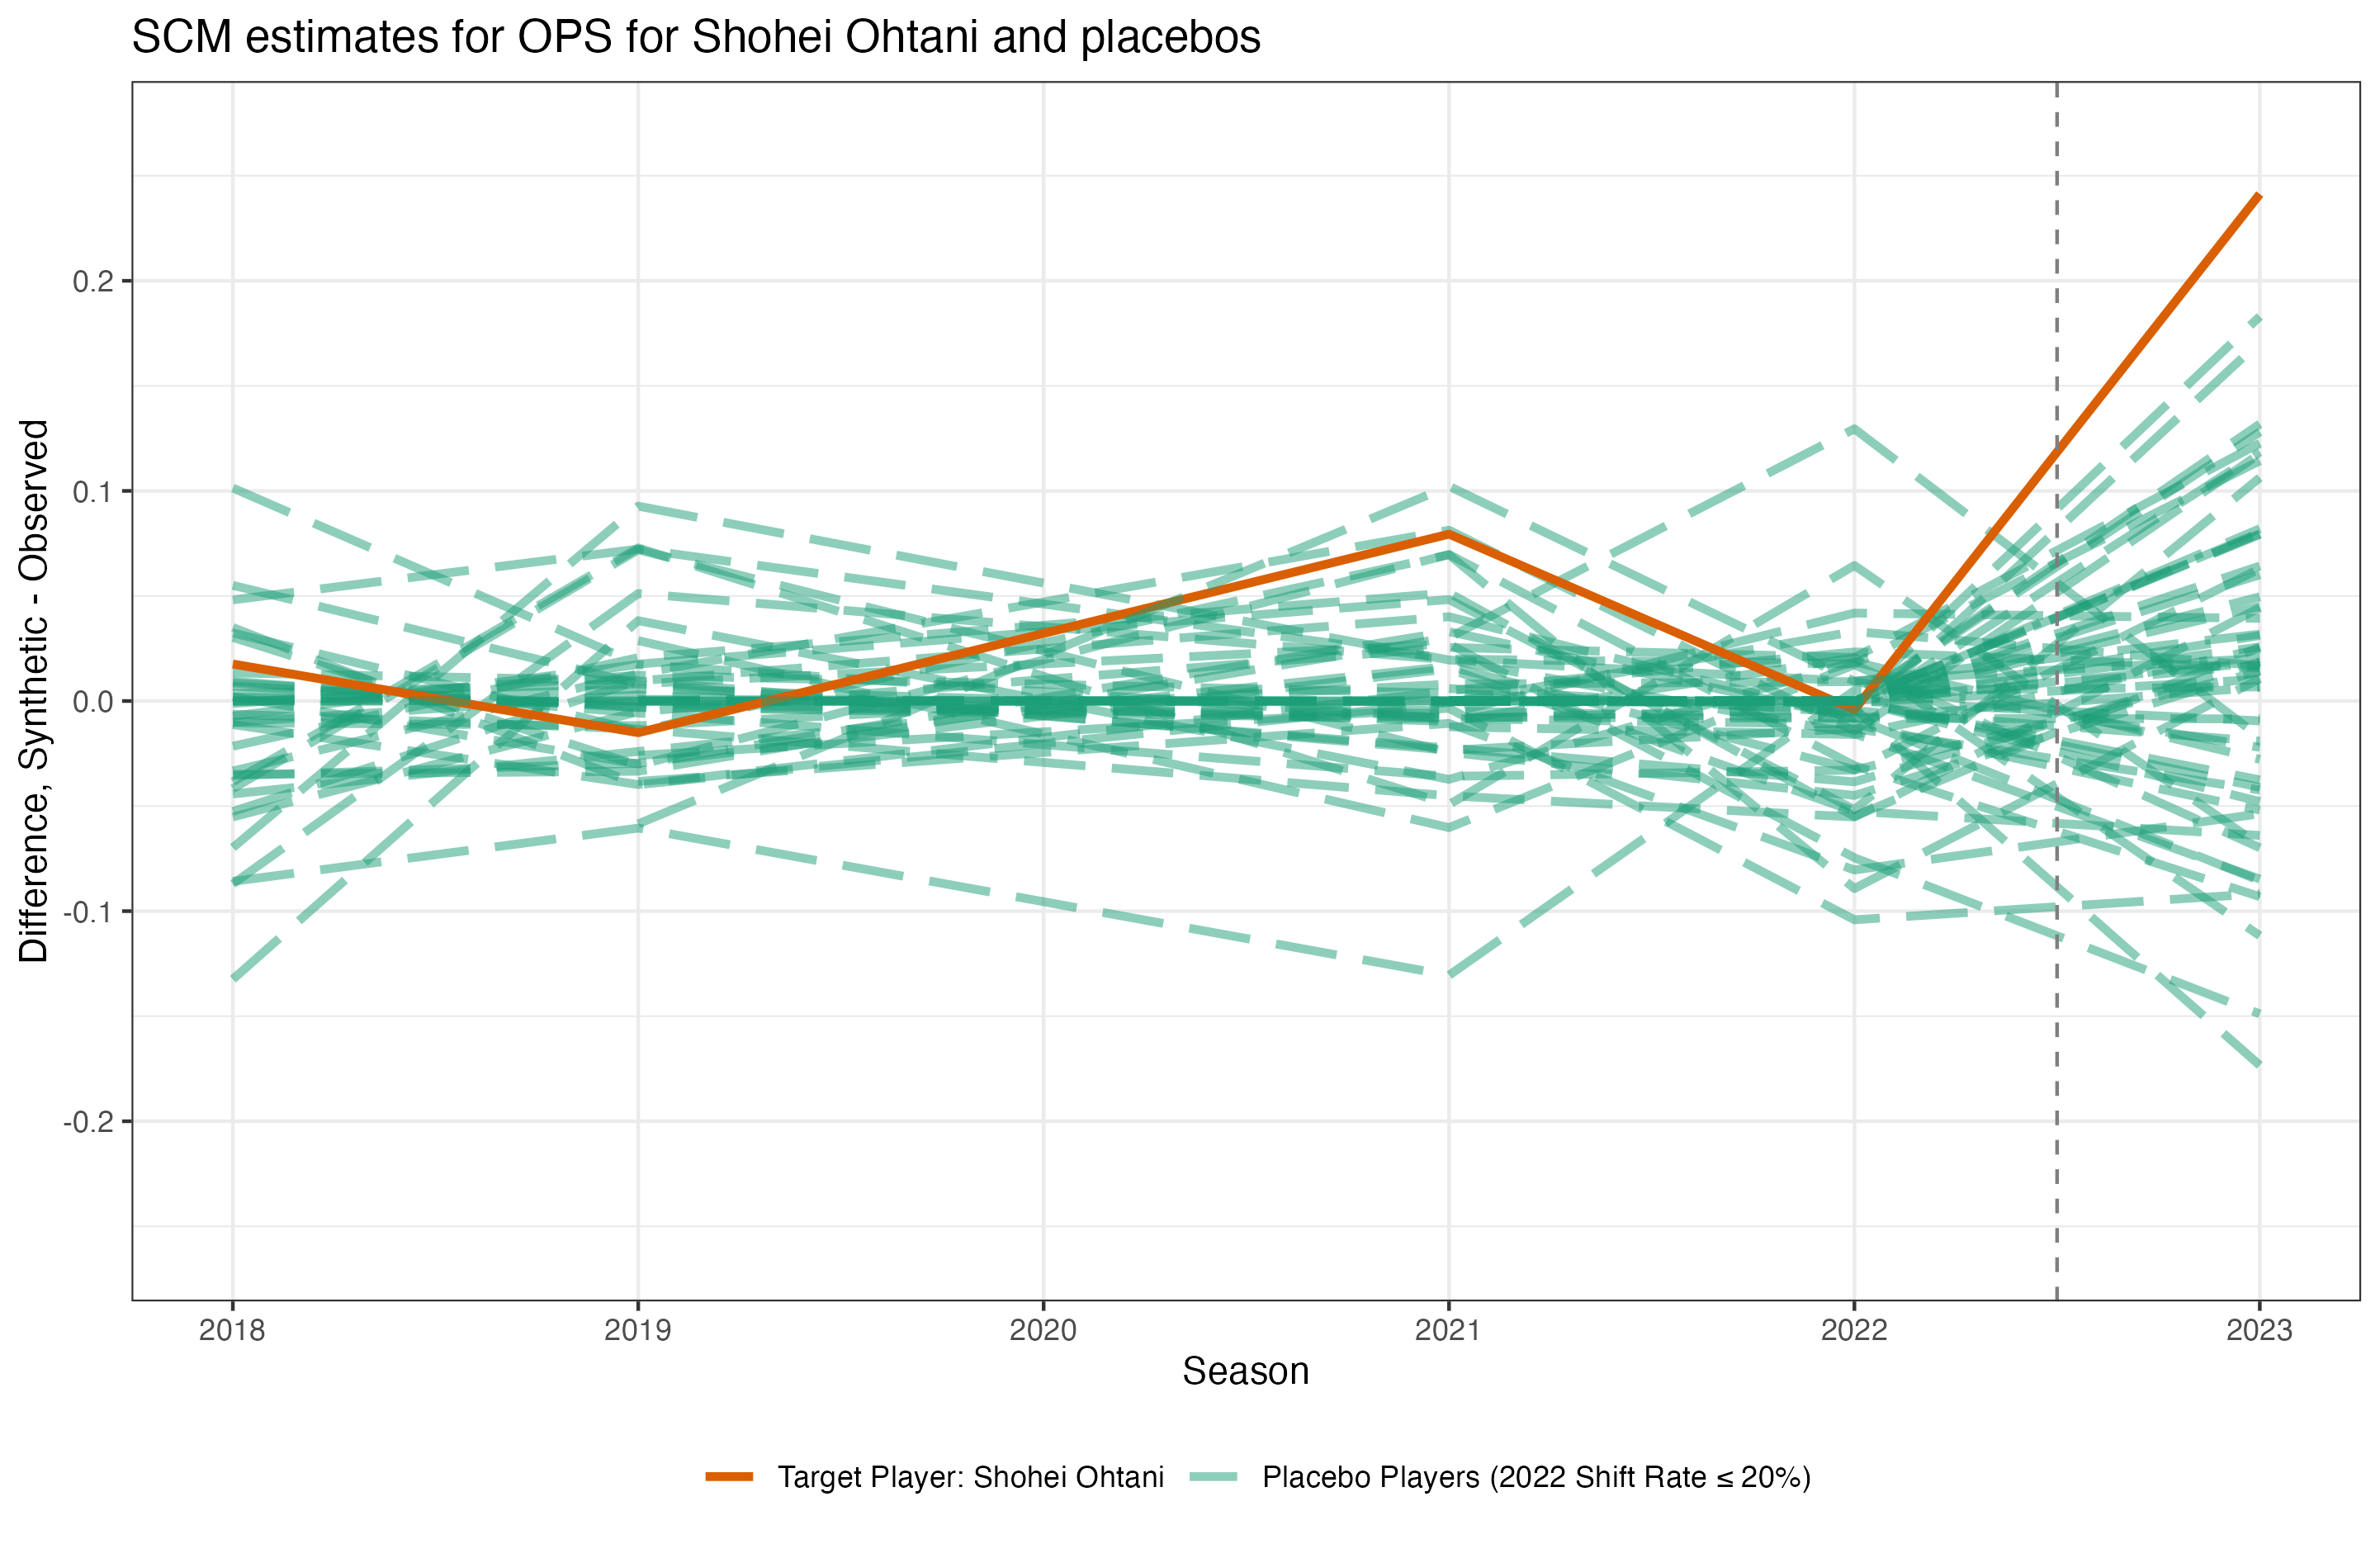 SCM estimates for OPS for Shohei Ohtani and placebos
Difference, Synthetic - Observed
0.2
0.1
0.0
-0.1
-0.2
2018 2019 2020 2021 2022 2023
Season
Target Player: Shohei Ohtani Placebo Players (2022 Shift Rate ≤ 20%)